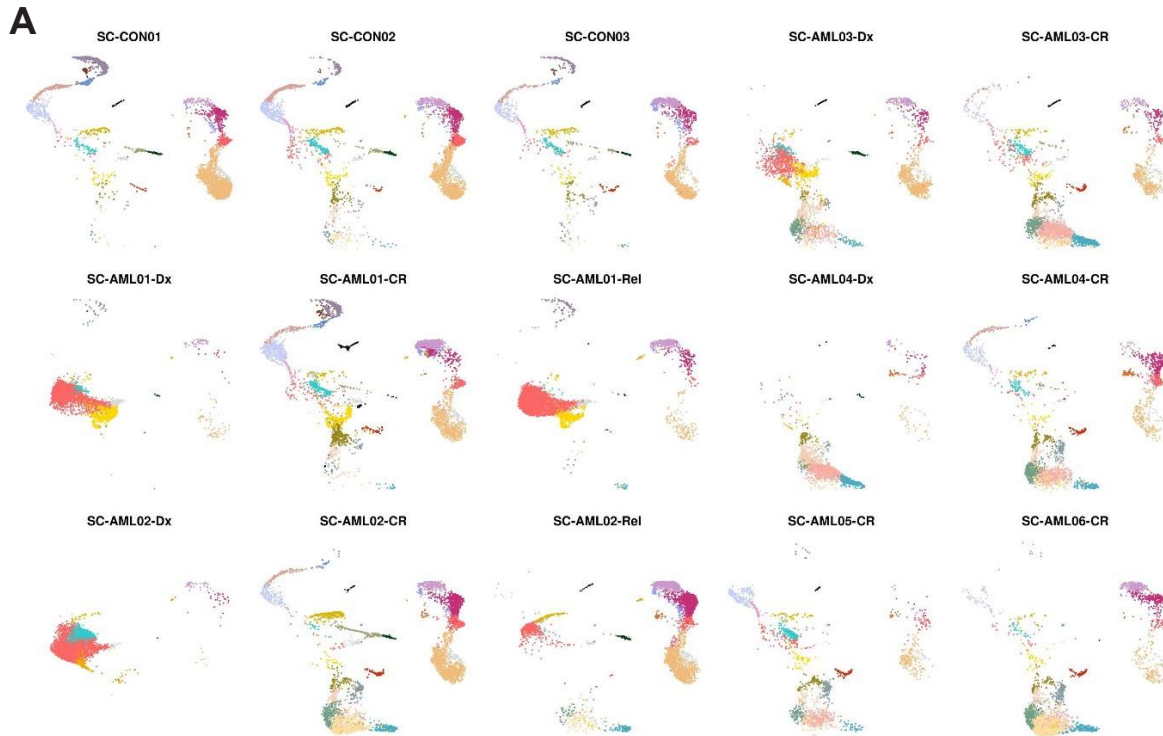 A
SC-CON01 SC-CON02 SC-CON03 SC-AML03-Dx SC-AML03-CR
SC-AML01-Dx SC-AML01-CR SC-AML01-Rel SC-AML04-Dx SC-AML04-CR
SC-AML02-Dx SC-AML02-CR SC-AML02-Rel SC-AML05-CR SC-AML06-CR